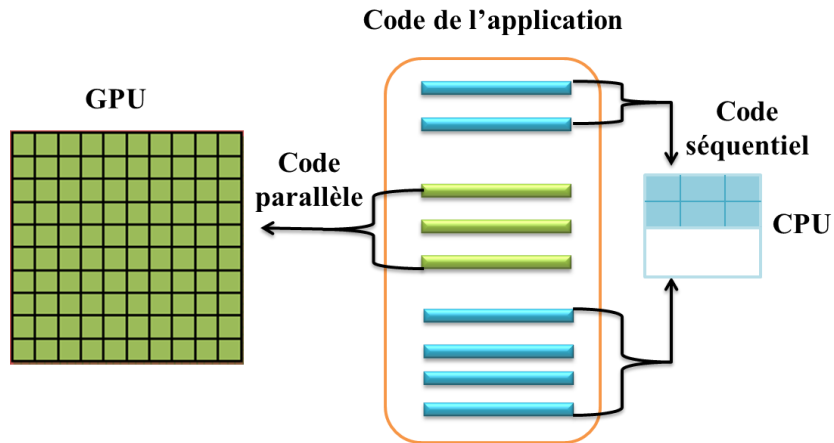 Code de l’application
GPU
Code
parallèle
Code
séquentiel
CPU